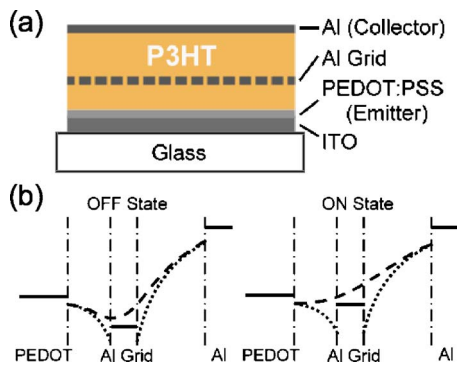 (a)
Al (Collector)
P3HT
Al Grid
PEDOT:PSS
(Emitter)
ITO
Glass
(b)
OFF State
ON State
PEDOT Al Grid Al
PEDOT Al Grid Al